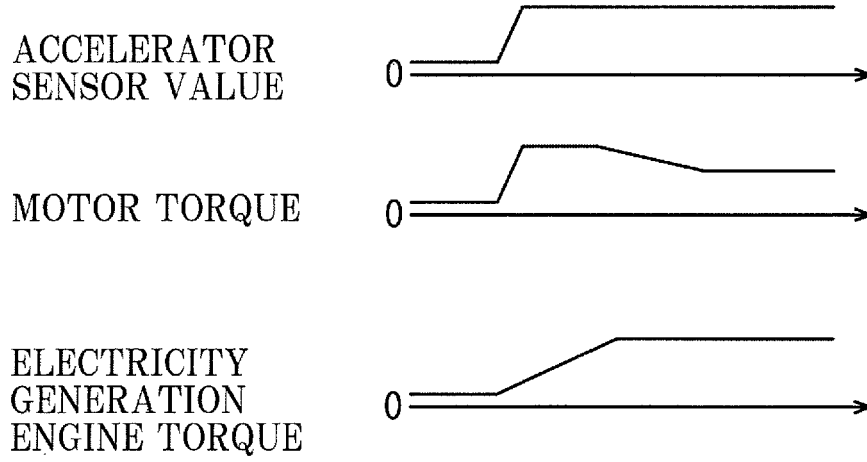 ACCELERATOR
SENSOR VALUE
0
MOTOR TORQUE
0
ELECTRICITY
GENERATION
ENGINE TORQUE
0